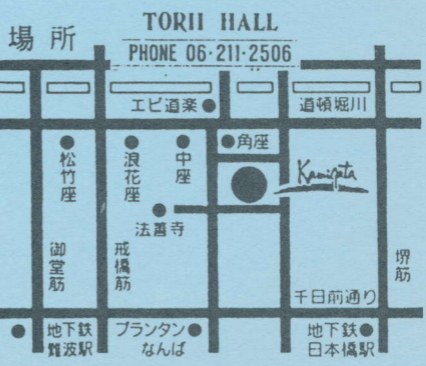 場所
TORII HALL
PHONE 06·211·2506
エビ道楽
道頓堀川
松竹座
浪花座
中座
角座
Kamigata
法善寺
御堂筋
戎橋筋
堺筋
千日前通り
地下鉄
難波駅
プランタン
なんば
地下鉄
日本橋駅